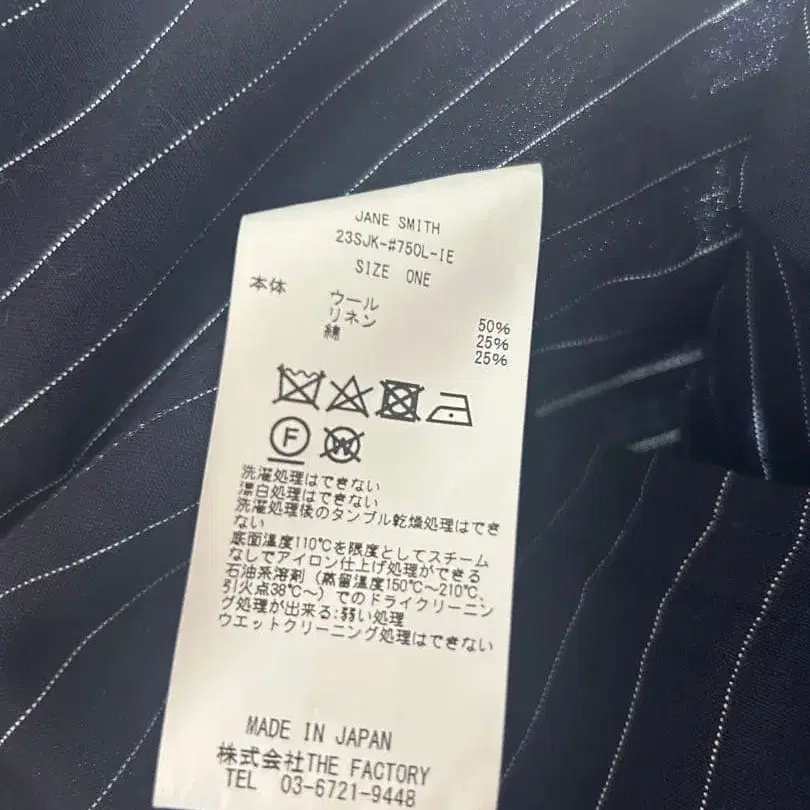 JANE SMITH
23SJK-#750L-IE
SIZE ONE
本体 ウール 50%
リネン 25%
綿 25%
F
W
洗濯処理はできない
漂白処理はできない
洗濯処理後のタンブル乾燥処理はでき
ない
底面温度110℃を限度としてスチーム
なしでアイロン仕上げ処理ができる
石油系溶剤(蒸留温度150℃~210℃、
引火点38℃~)でのドライクリーニン
グ処理が出来る:弱い処理
ウエットクリーニング処理はできない
MADE IN JAPAN
株式会社THE FACTORY
TEL 03-6721-9448